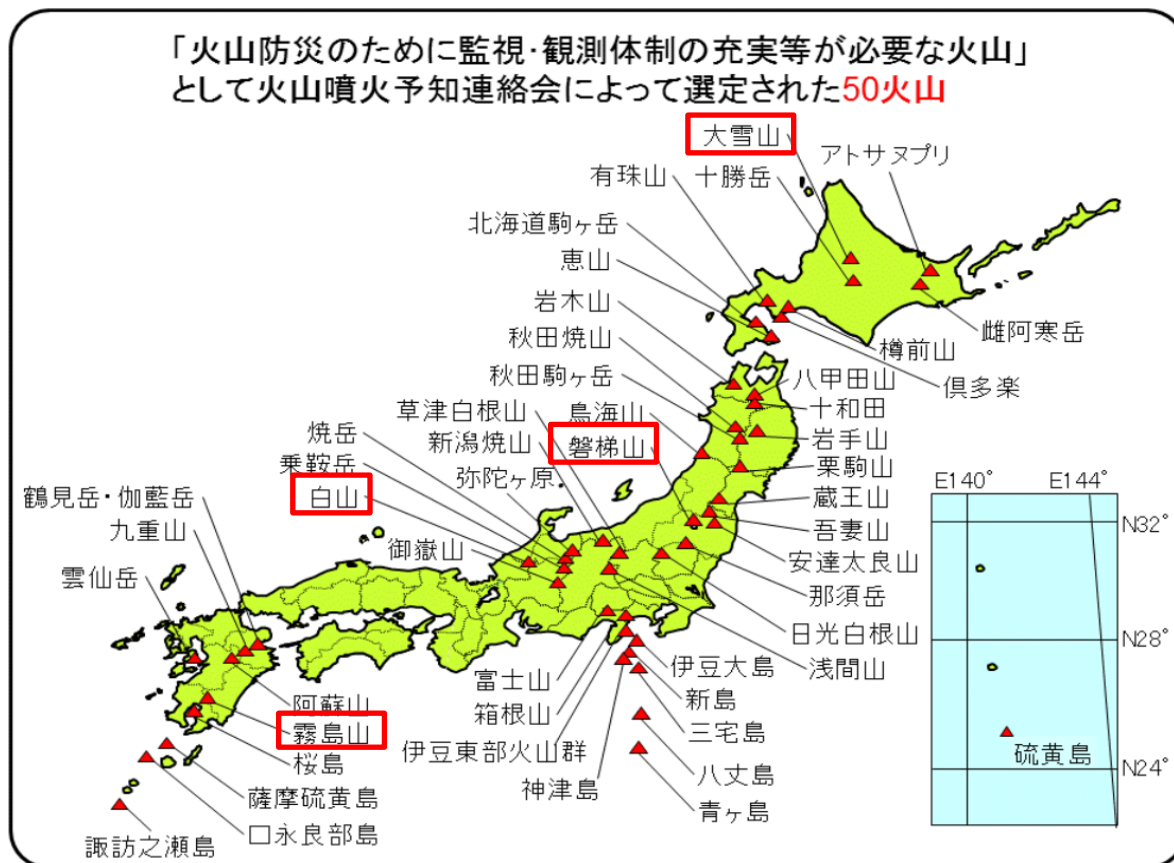 「火山防災のために監視・観測体制の充実等が必要な火山」
として火山噴火予知連絡会によって選定された50火山
大雪山
アトサヌプリ
有珠山
十勝岳
北海道駒ヶ岳
恵山
岩木山
雌阿寒岳
樽前山
秋田焼山
倶多楽
秋田駒ヶ岳
八甲田山
草津白根山
鳥海山
十和田
焼岳
新潟焼山
磐梯山
岩手山
乗鞍岳
弥陀ヶ原
栗駒山
白山
蔵王山
鶴見岳・伽藍岳
吾妻山
九重山
御嶽山
安達太良山
雲仙岳
那須岳
日光白根山
伊豆大島
浅間山
富士山
新島
阿蘇山
箱根山
三宅島
霧島山
伊豆東部火山群
桜島
八丈島
神津島
薩摩硫黄島
青ヶ島
口永良部島
諏訪之瀬島
E140°
E144°
N32°
N28°
硫黄島
N24°